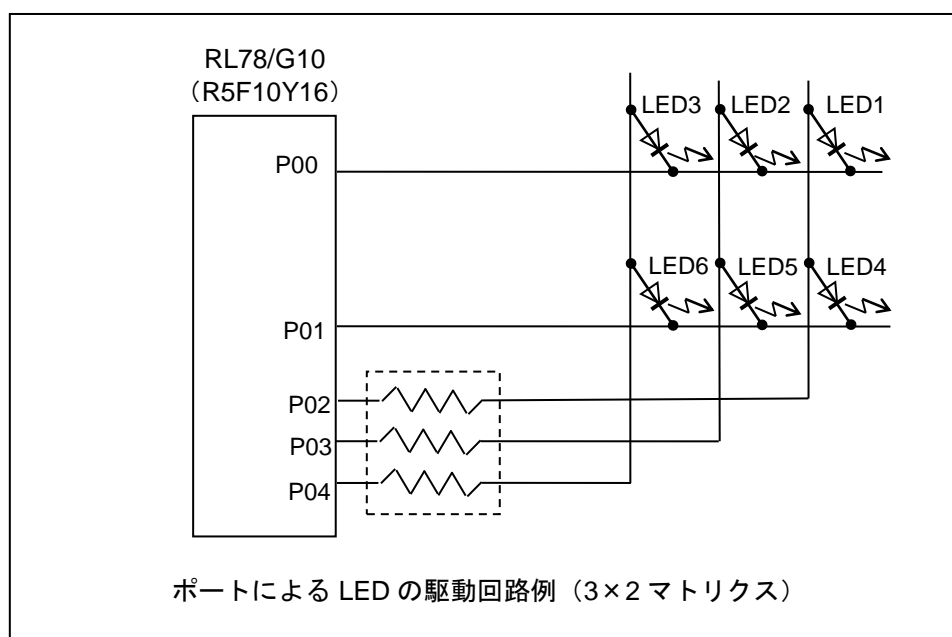 RL78/G10
（R5F10Y16）
LED3 LED2 LED1
P00
LED6 LED5 LED4
P01
P02
P03
P04
ポートによる LED の駆動回路例（3×2 マトリクス）